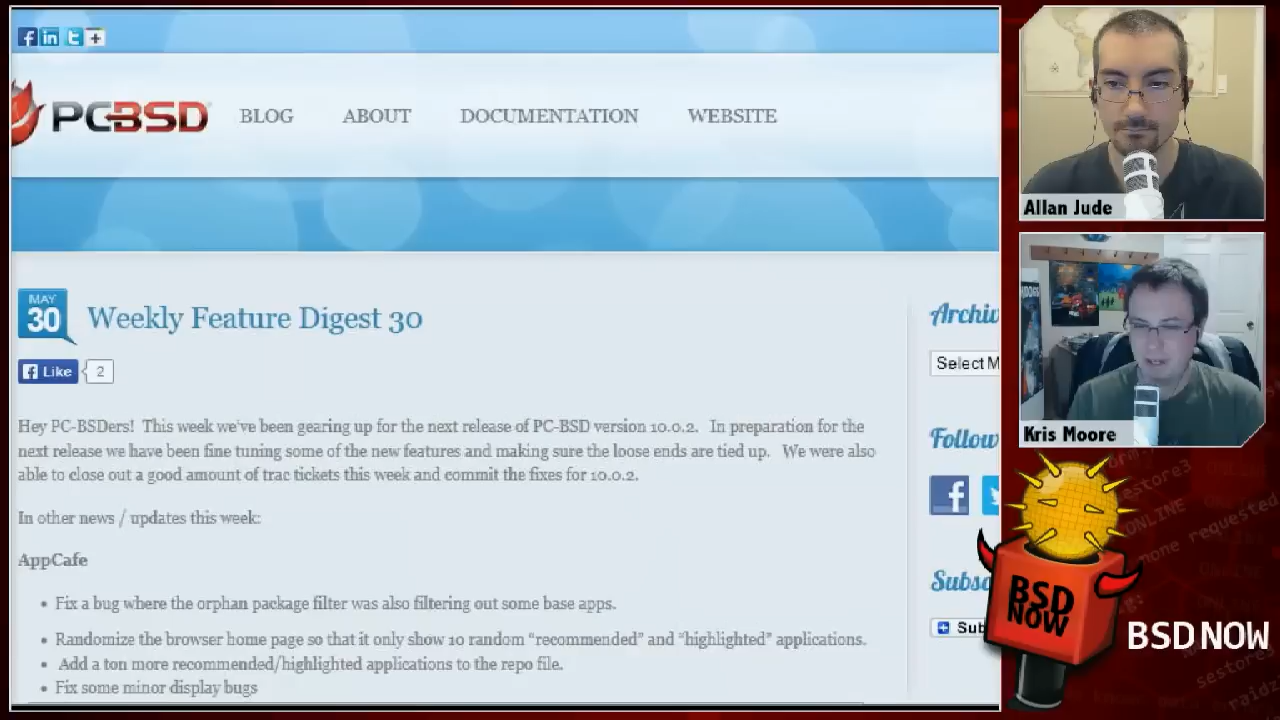 PC-BSD
BLOG
ABOUT
DOCUMENTATION
WEBSITE
MAY
30
Weekly Feature Digest 30
Like
2
Hey PC-BSDers! This week we've been gearing up for the next release of PC-BSD version 10.0.2. In preparation for the
next release we have been fine tuning some of the new features and making sure the loose ends are tied up. We were also
able to close out a good amount of trac tickets this week and commit the fixes for 10.0.2.
In other news / updates this week:
AppCafe
• Fix a bug where the orphan package filter was also filtering out some base apps.
• Randomize the browser home page so that it only show 10 random “recommended” and “highlighted” applications.
• Add a ton more recommended/highlighted applications to the repo file.
• Fix some minor display bugs
Archiv
Select M
Follow
Subsc
Sub
Allan Jude
Kris Moore
BSD
NOW
BSD NOW
estore3
ONLINE
none requested